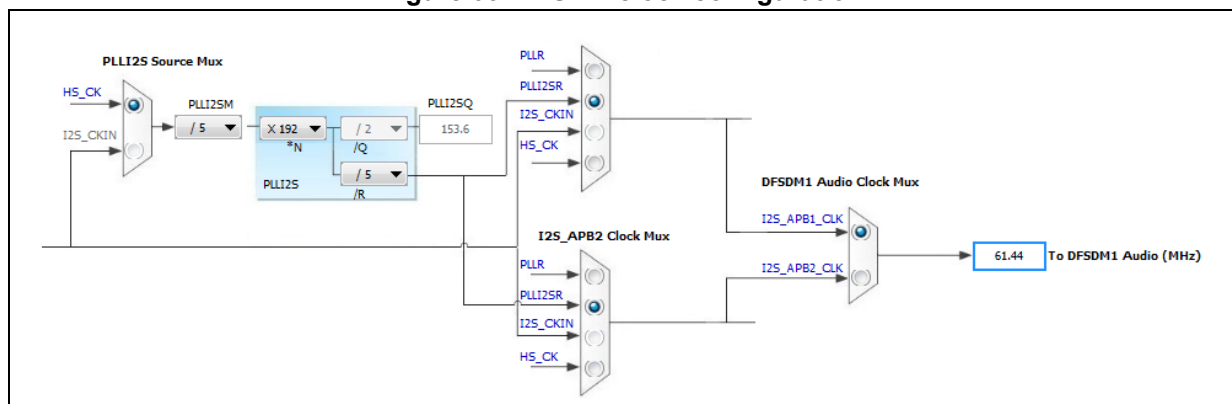 PLLI2S Source Mux
HS_CK
I2S_CKIN
PLLI2SM
/ 5
X 192
*N
/ 2
/Q
PLLI2SQ
153.6
/ 5
/R
PLLI2S
PLLR
PLLI2SR
I2S_CKIN
HS_CK
I2S_APB2 Clock Mux
PLLR
PLLI2SR
I2S_CKIN
HS_CK
DFSDM1 Audio Clock Mux
I2S_APB1_CLK
I2S_APB2_CLK
61.44 To DFSDM1 Audio (MHz)